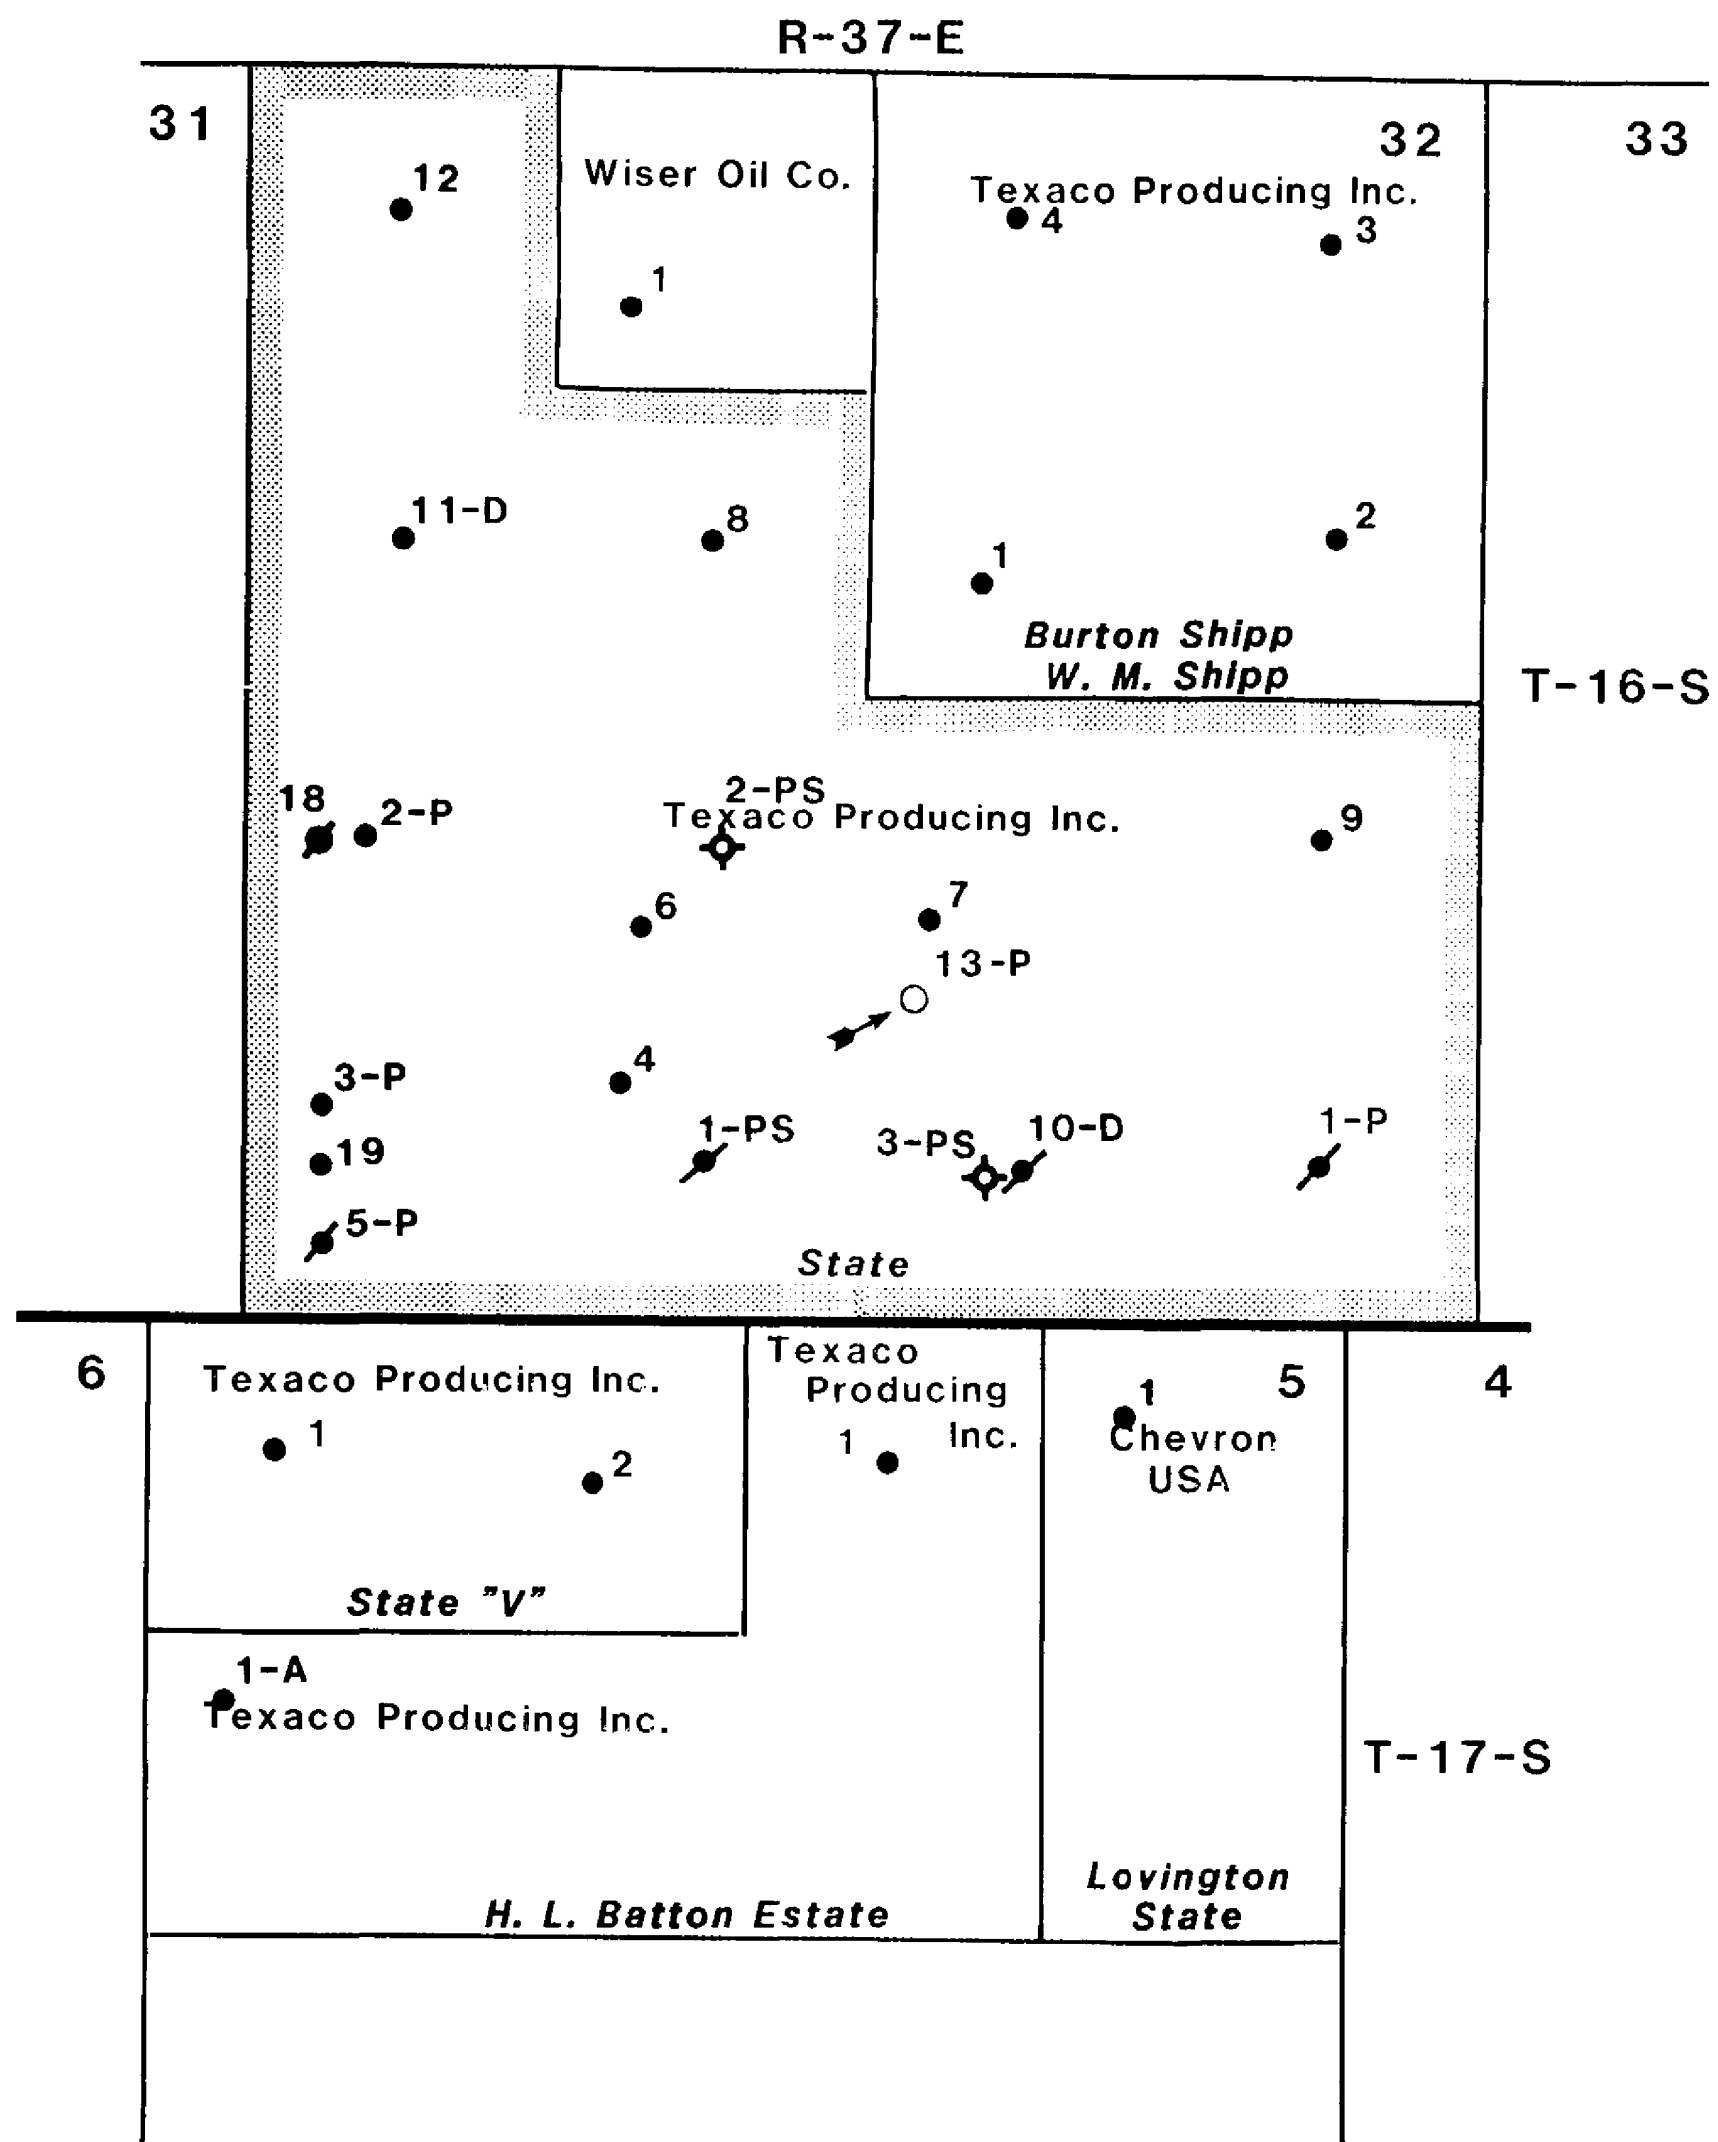 R-37-E
31
32
33
12
Wiser Oil Co.
Texaco Producing Inc.
4
3
1
11-D
8
2
1
Burton Shipp
W. M. Shipp
T-16-S
18
2-P
2-PS
Texaco Producing Inc.
9
6
7
13-P
4
3-P
19
1-PS
3-PS
10-D
1-P
5-P
State
6
Texaco Producing Inc.
1
2
State "V"
Texaco
Producing
Inc.
1
5
4
1
Chevron
USA
1-A
Texaco Producing Inc.
T-17-S
H. L. Batton Estate
Lovington
State